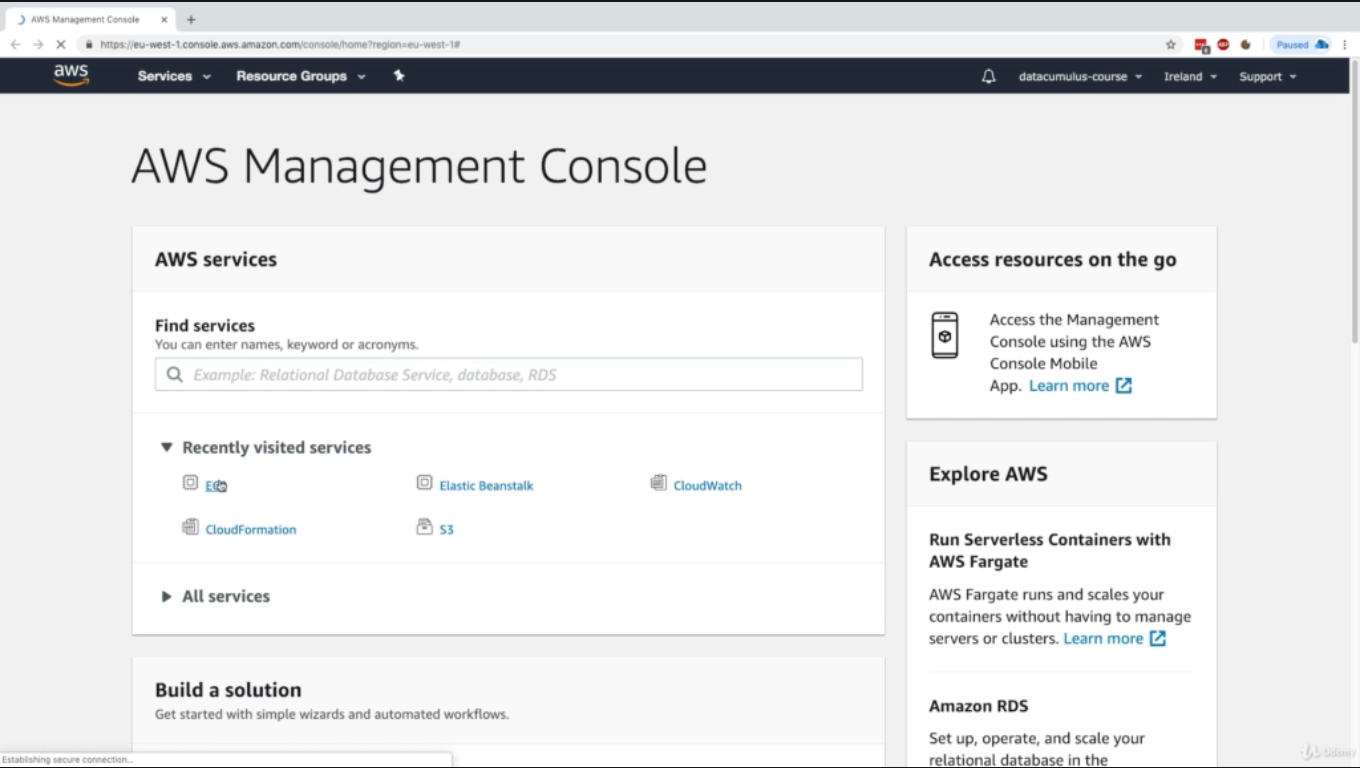 AWS Management Console
https://eu-west-1.console.aws.amazon.com/console/home?region=eu-west-1#
Paused
aws
Services
Resource Groups
datacumulus-course
Ireland
Support
AWS Management Console
AWS services
Find services
You can enter names, keyword or acronyms.
Example: Relational Database Service, database, RDS
Recently visited services
Elastic Beanstalk
CloudWatch
CloudFormation
S3
All services
Build a solution
Get started with simple wizards and automated workflows.
Access resources on the go
Access the Management
Console using the AWS
Console Mobile
App. Learn more
Explore AWS
Run Serverless Containers with
AWS Fargate
AWS Fargate runs and scales your
containers without having to manage
servers or clusters. Learn more
Amazon RDS
Set up, operate, and scale your
relational database in the
Establishing secure connection...
Udemy